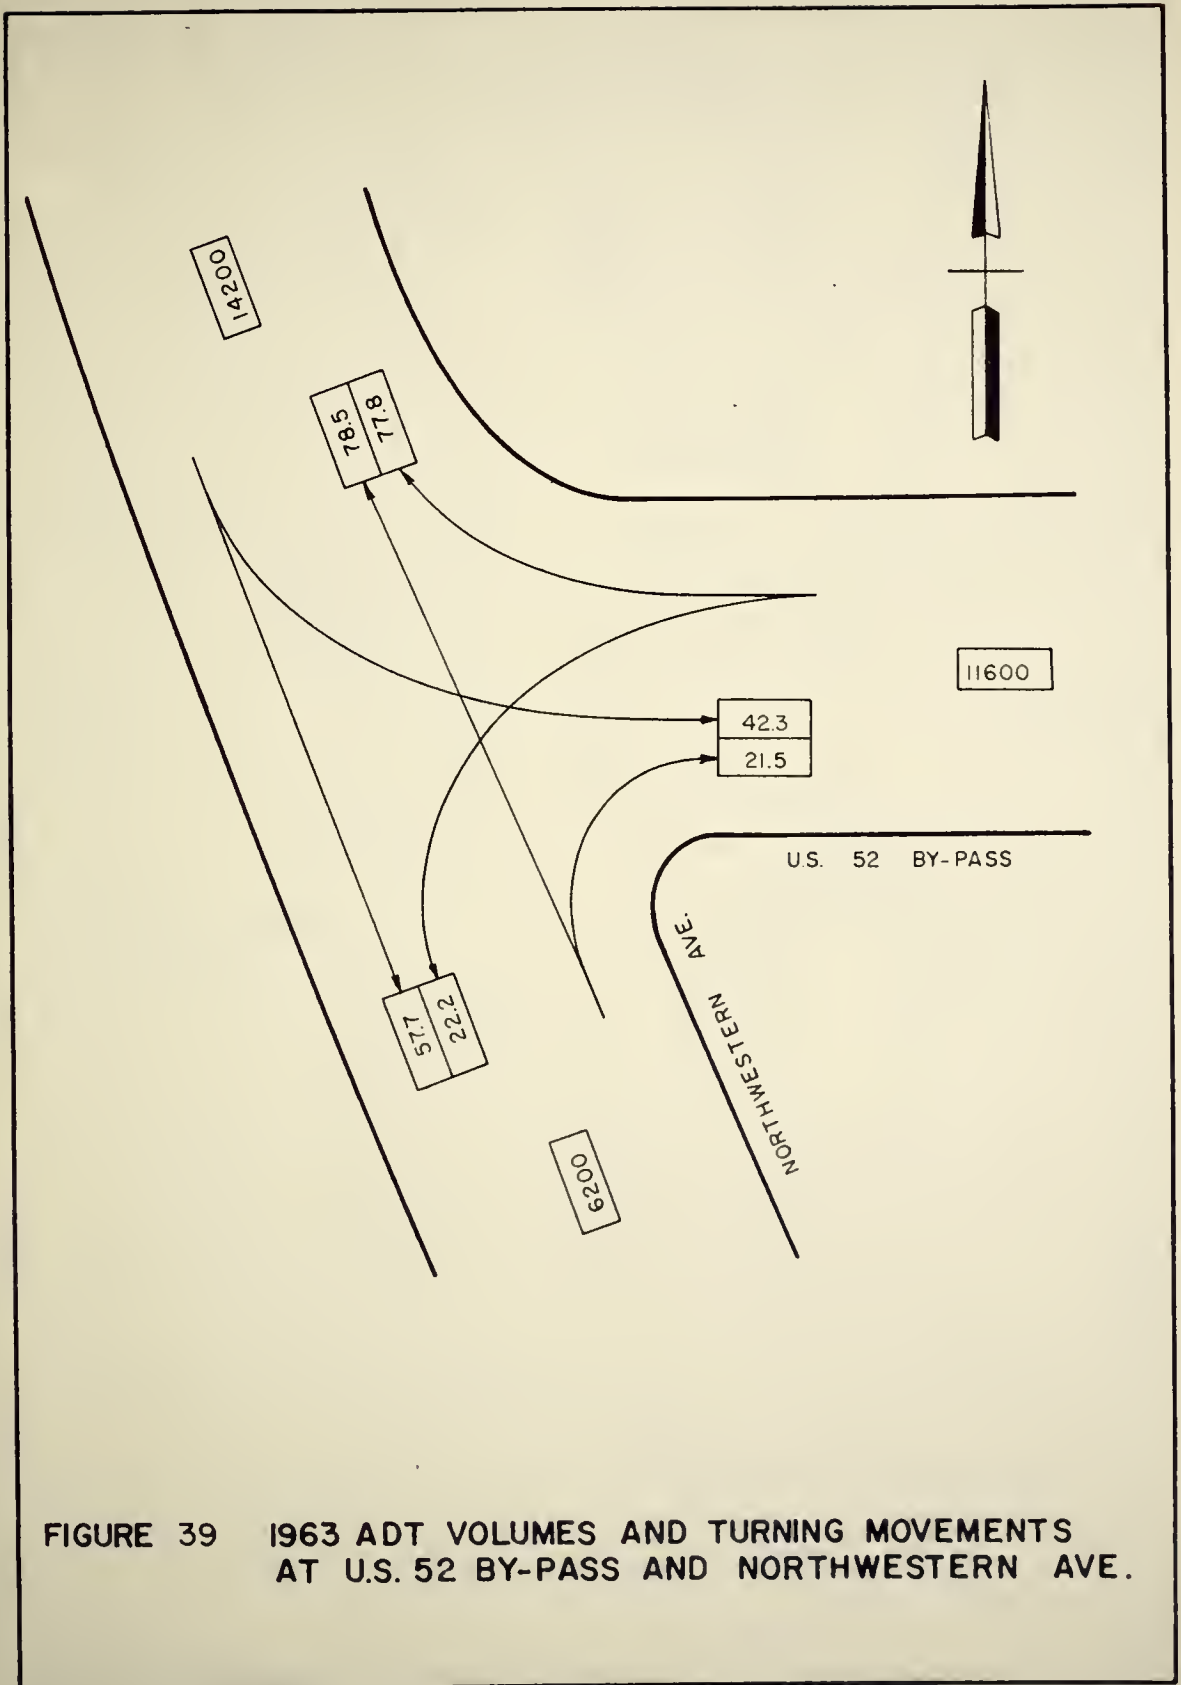 14200
78.5
77.8
11600
42.3
21.5
U.S. 52 BY-PASS
NORTHWESTERN AVE.
57.7
22.2
6200
FIGURE 39 1963 ADT VOLUMES AND TURNING MOVEMENTS
AT U.S. 52 BY-PASS AND NORTHWESTERN AVE.